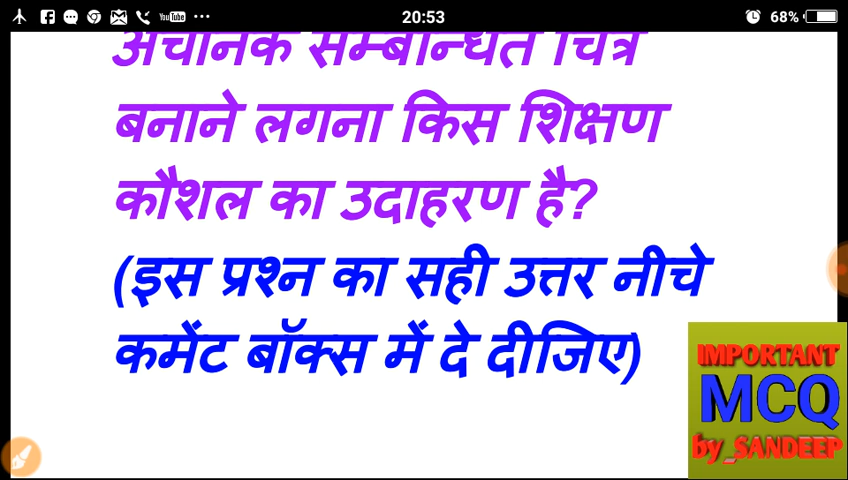 20:53
68%
अचानक सम्बन्धित चित्र
बनाने लगना किस शिक्षण
कौशल का उदाहरण है?
(इस प्रश्न का सही उत्तर नीचे
कमेंट बॉक्स में दे दीजिए)
IMPORTANT
MCQ
by_SANDEEP